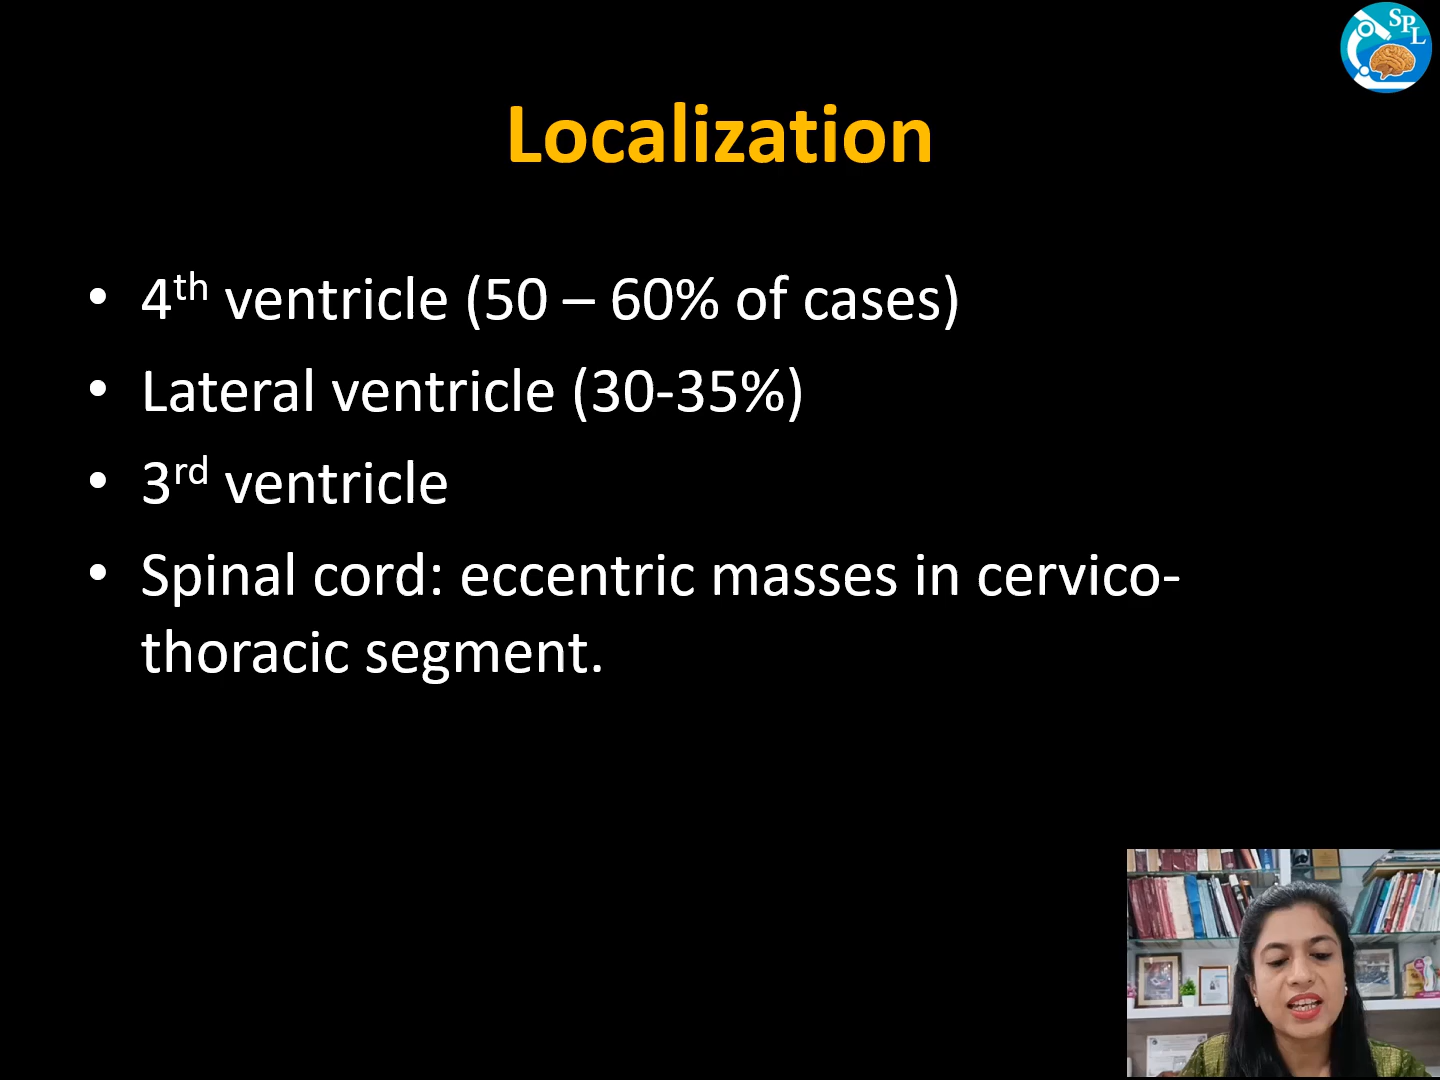 SPL
Localization
• 4th ventricle (50 – 60% of cases)
• Lateral ventricle (30-35%)
• 3rd ventricle
• Spinal cord: eccentric masses in cervico-
thoracic segment.